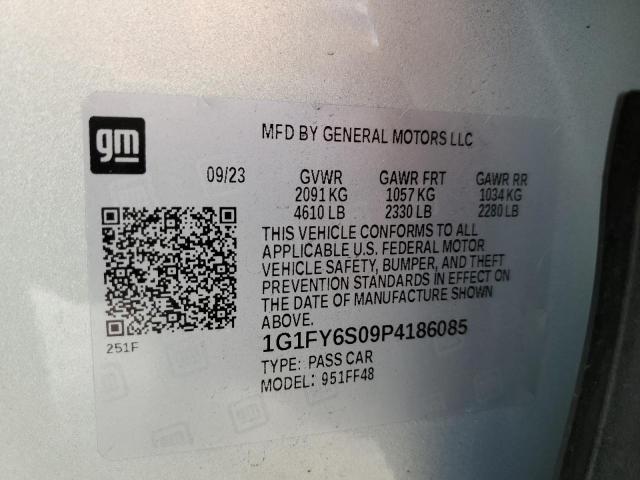 gm
MFD BY GENERAL MOTORS LLC
09/23 GVWR GAWR FRT GAWR RR
2091 KG 1057 KG 1034 KG
4610 LB 2330 LB 2280 LB
THIS VEHICLE CONFORMS TO ALL
APPLICABLE U.S. FEDERAL MOTOR
VEHICLE SAFETY, BUMPER, AND THEFT
PREVENTION STANDARDS IN EFFECT ON
THE DATE OF MANUFACTURE SHOWN
ABOVE.
251F
1G1FY6S09P4186085
TYPE: PASS CAR
MODEL: 951FF48